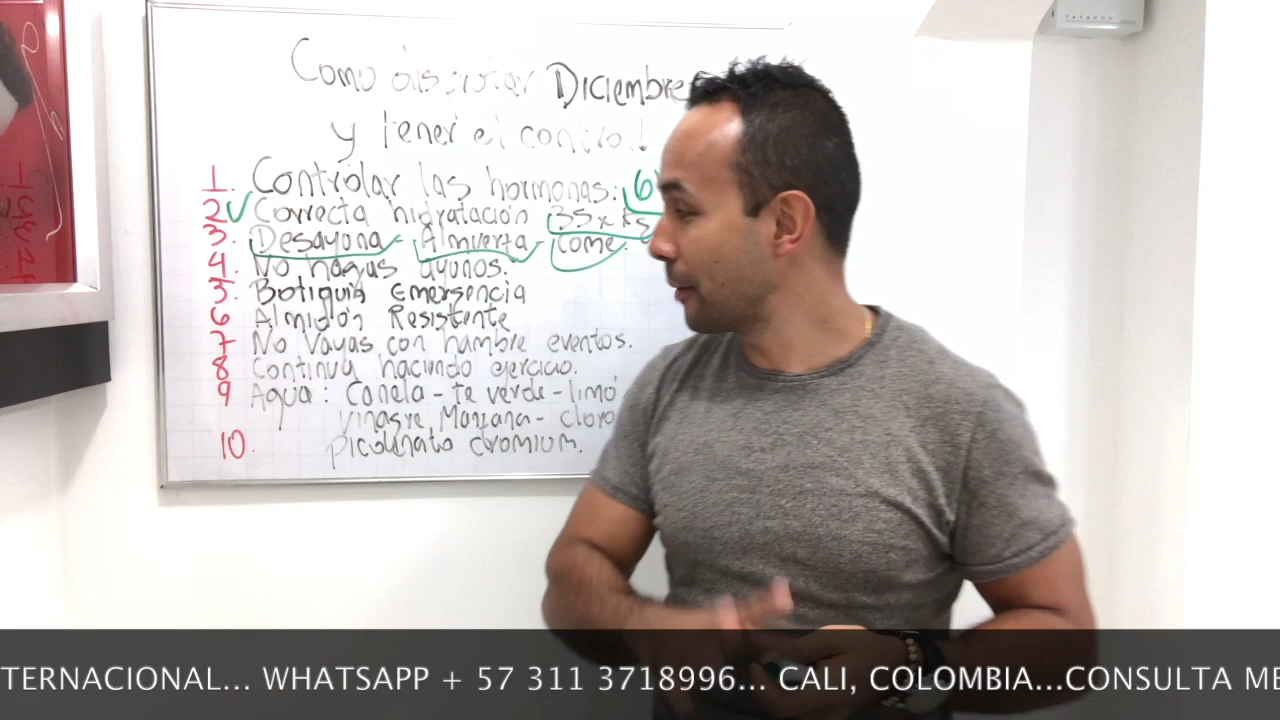 Como disfrutar Diciembre
y tener el control!
1. Controlar las hormonas: 6
2 Correcta hidratación 35 x kg
3. Desayuna - Almuerza - come
4 No hagas ayunos.
5. Botiquin Emergencia
6 Almidón Resistente
7 No Vayas con hambre eventos.
8 Continua haciendo ejercicio.
9 Agua: Canela - te verde - limó
vinagre Manzana - cloro
10. picolinato cromium.
TERNACIONAL... WHATSAPP + 57 311 3718996... CALI, COLOMBIA...CONSULTA ME